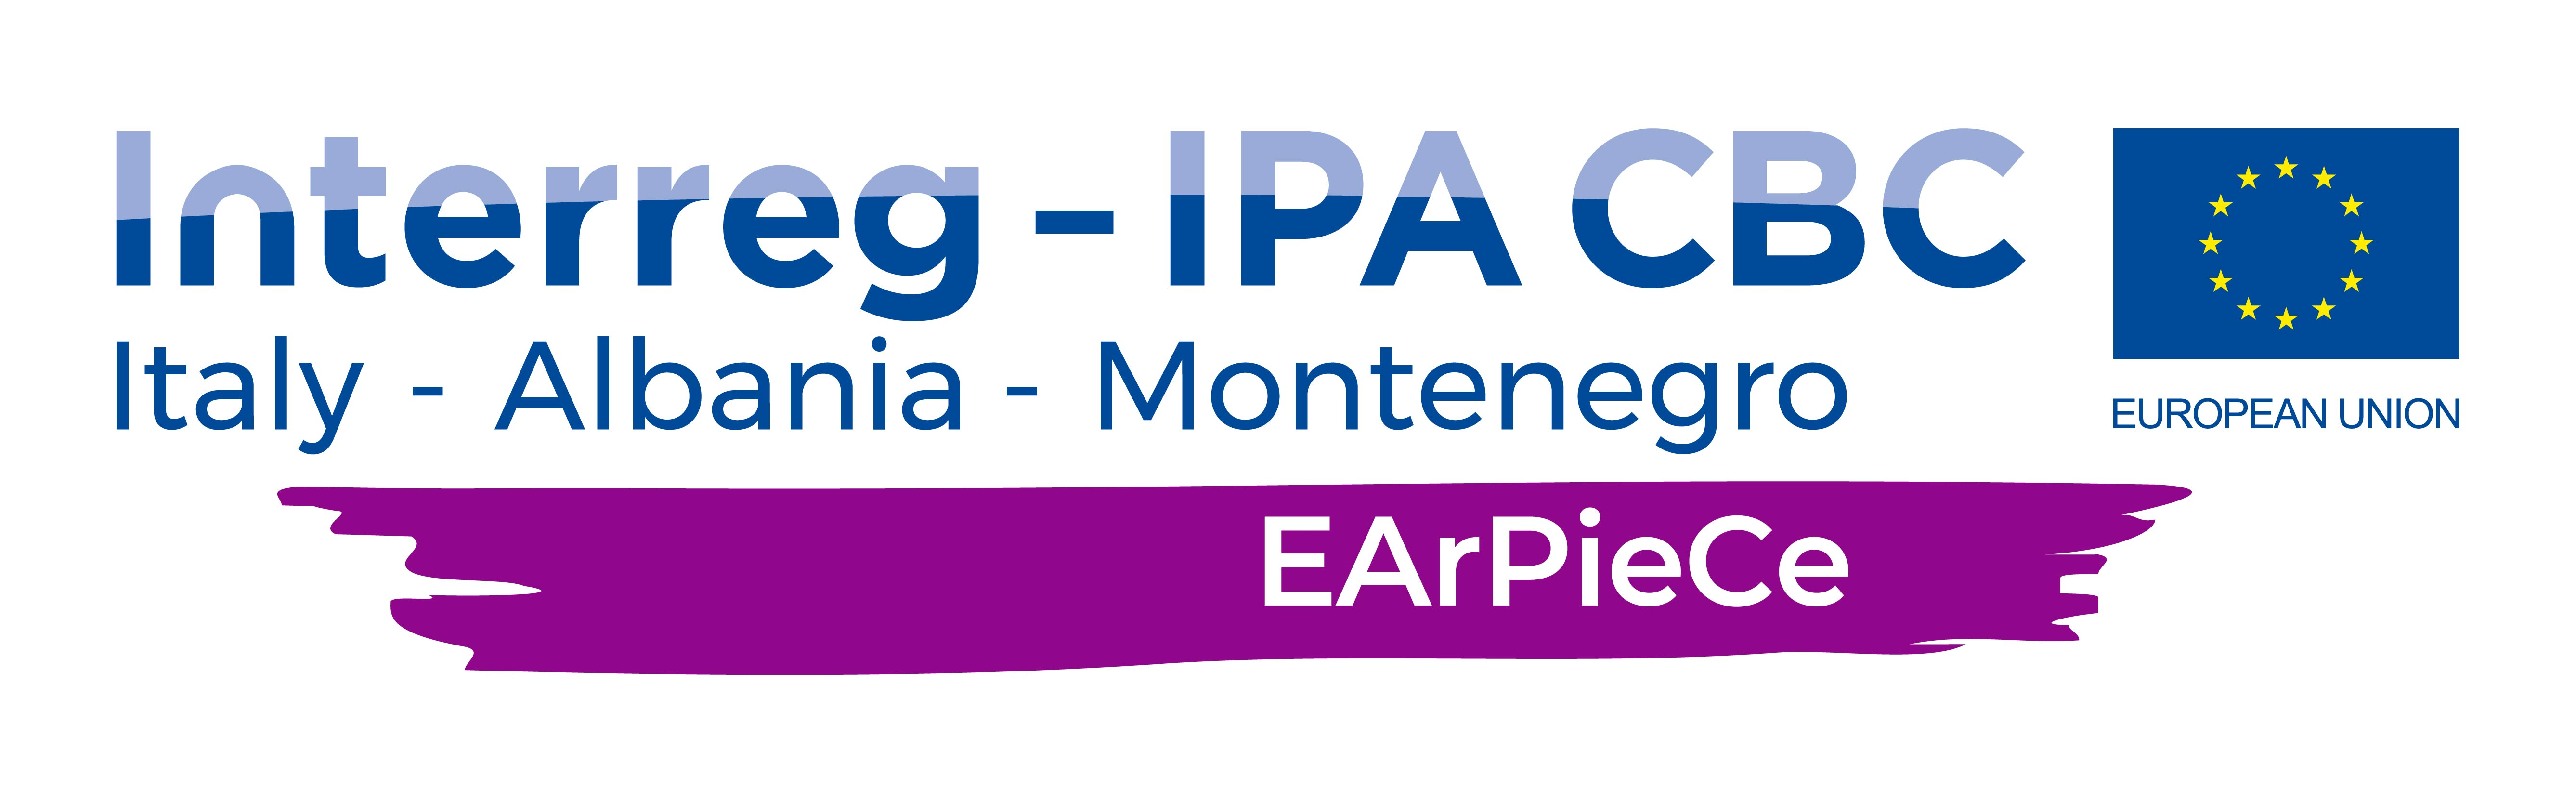 Interreg - IPA CBC
Italy - Albania - Montenegro
EUROPEAN UNION
EArPieCe